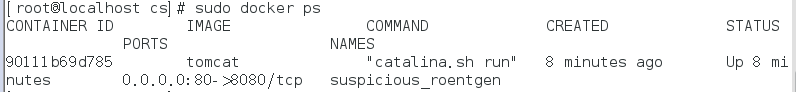 [root@localhost cs]# sudo docker ps
CONTAINER ID        IMAGE               COMMAND             CREATED             STATUS
              PORTS                  NAMES
90111b69d785        tomcat              "catalina.sh run"   8 minutes ago       Up 8 mi
nutes         0.0.0.0:80->8080/tcp   suspicious_roentgen